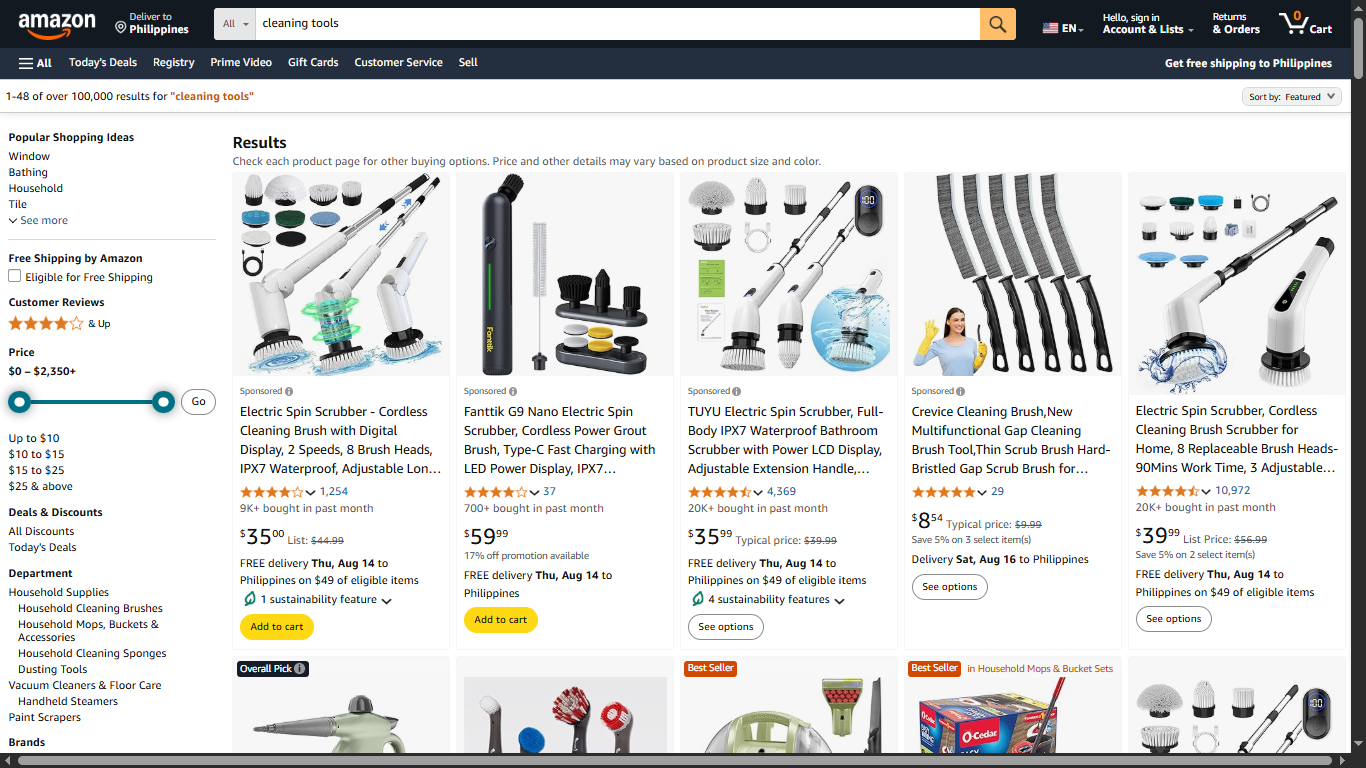 amazon
Deliver to
Philippines
All
cleaning tools
EN
Hello, sign in
Account & Lists
Returns
& Orders
0
Cart
All
Today's Deals
Registry
Prime Video
Gift Cards
Customer Service
Sell
Get free shipping to Philippines
1-48 of over 100,000 results for "cleaning tools"
Sort by: Featured
Popular Shopping Ideas
Window
Bathing
Household
Tile
See more
Free Shipping by Amazon
Eligible for Free Shipping
Customer Reviews
& Up
Price
$0 – $2,350+
Go
Up to $10
$10 to $15
$15 to $25
$25 & above
Deals & Discounts
All Discounts
Today's Deals
Department
Household Supplies
Household Cleaning Brushes
Household Mops, Buckets &
Accessories
Household Cleaning Sponges
Dusting Tools
Vacuum Cleaners & Floor Care
Handheld Steamers
Paint Scrapers
Brands
Results
Check each product page for other buying options. Price and other details may vary based on product size and color.
Sponsored
Electric Spin Scrubber - Cordless
Cleaning Brush with Digital
Display, 2 Speeds, 8 Brush Heads,
IPX7 Waterproof, Adjustable Lon...
1,254
9K+ bought in past month
$35 00 List: $44.99
FREE delivery Thu, Aug 14 to
Philippines on $49 of eligible items
1 sustainability feature
Add to cart
Fanttik
Sponsored
Fanttik G9 Nano Electric Spin
Scrubber, Cordless Power Grout
Brush, Type-C Fast Charging with
LED Power Display, IPX7...
37
700+ bought in past month
$59 99
17% off promotion available
FREE delivery Thu, Aug 14 to
Philippines
Add to cart
100
Sponsored
TUYU Electric Spin Scrubber, Full-
Body IPX7 Waterproof Bathroom
Scrubber with Power LCD Display,
Adjustable Extension Handle,...
4,369
20K+ bought in past month
$35 99 Typical price: $39.99
FREE delivery Thu, Aug 14 to
Philippines on $49 of eligible items
4 sustainability features
See options
Sponsored
Crevice Cleaning Brush,New
Multifunctional Gap Cleaning
Brush Tool,Thin Scrub Brush Hard-
Bristled Gap Scrub Brush for...
29
$8 54 Typical price: $9.99
Save 5% on 3 select item(s)
Delivery Sat, Aug 16 to Philippines
See options
Electric Spin Scrubber, Cordless
Cleaning Brush Scrubber for
Home, 8 Replaceable Brush Heads-
90Mins Work Time, 3 Adjustable...
10,972
20K+ bought in past month
$39 99 List Price: $56.99
Save 5% on 2 select item(s)
FREE delivery Thu, Aug 14 to
Philippines on $49 of eligible items
See options
Overall Pick
Best Seller
Best Seller in Household Mops & Bucket Sets
O-Cedar
100